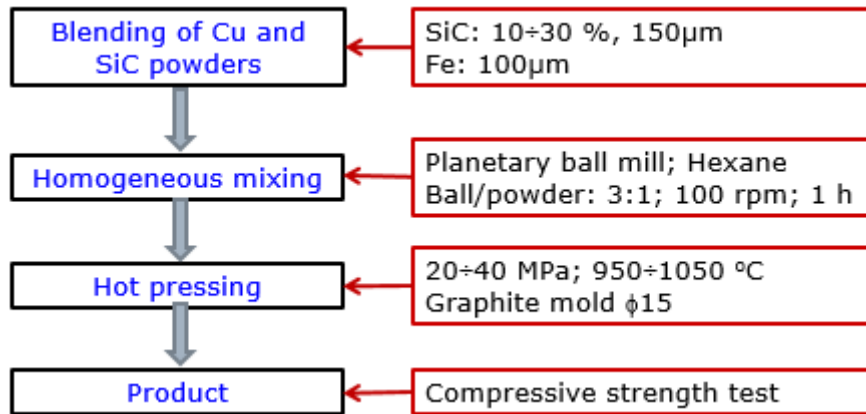 Blending of Cu and
SiC powders
SiC: 10÷30 %, 150µm
Fe: 100µm
Homogeneous mixing
Planetary ball mill; Hexane
Ball/powder: 3:1; 100 rpm; 1 h
Hot pressing
20÷40 MPa; 950÷1050 ºC
Graphite mold ϕ15
Product
Compressive strength test